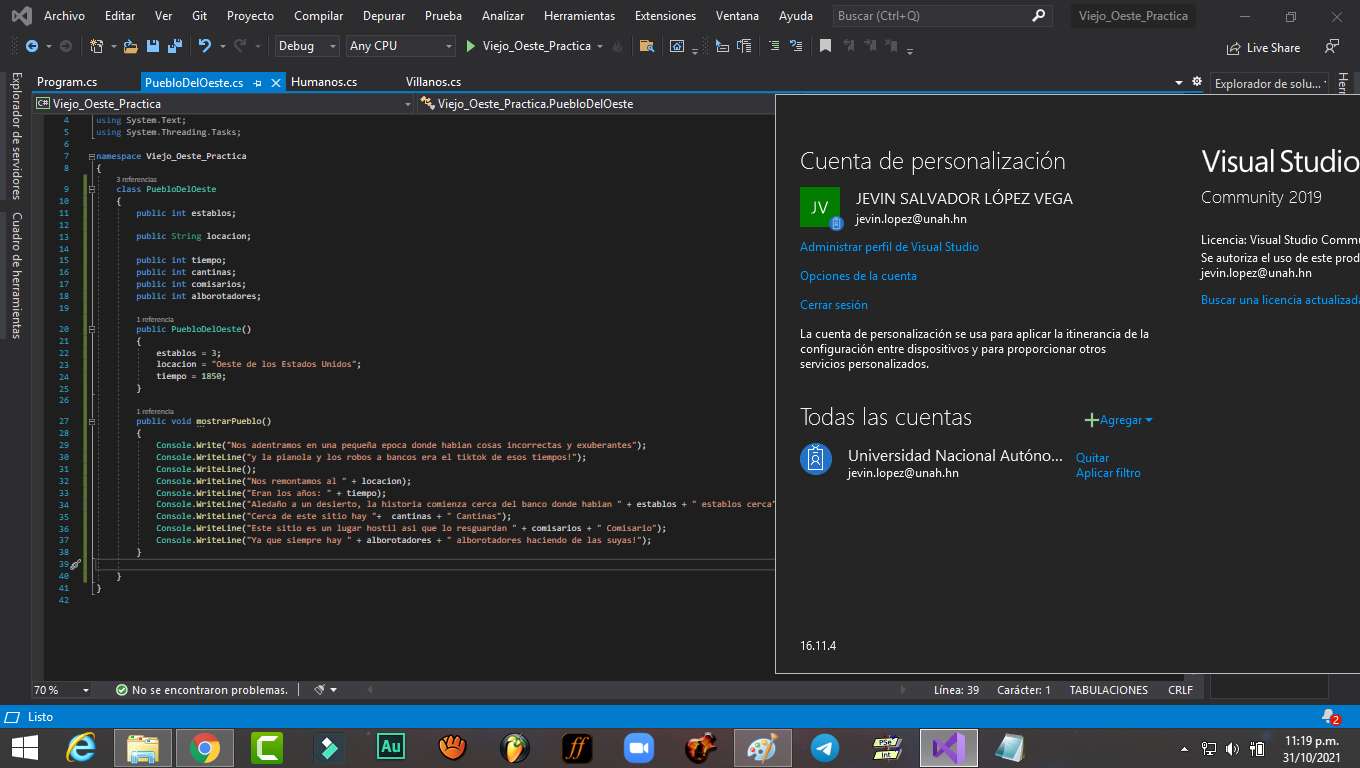 Archivo Editar Ver Git Proyecto Compilar Depurar Prueba Analizar Herramientas Extensiones Ventana Ayuda Buscar (Ctrl+Q) Viejo_Oeste_Practica
Debug Any CPU Viejo_Oeste_Practica Live Share
Program.cs PuebloDelOeste.cs Humanos.cs Villanos.cs Explorador de solu...
Viejo_Oeste_Practica Viejo_Oeste_Practica.PuebloDelOeste
Explorador de servidores
Cuadro de herramientas
4 using System.Text;
5 using System.Threading.Tasks;
6
7 namespace Viejo_Oeste_Practica
8 {
3 referencias
9 class PuebloDelOeste
10 {
11 public int establos;
12
13 public String locacion;
14
15 public int tiempo;
16 public int cantinas;
17 public int comisarios;
18 public int alborotadores;
19
1 referencia
20 public PuebloDelOeste()
21 {
22 establos = 3;
23 locacion = "Oeste de los Estados Unidos";
24 tiempo = 1850;
25 }
26
1 referencia
27 public void mostrarPueblo()
28 {
29 Console.Write("Nos adentramos en una pequeña epoca donde habian cosas incorrectas y exuberantes");
30 Console.WriteLine("y la pianola y los robos a bancos era el tiktok de esos tiempos!");
31 Console.WriteLine();
32 Console.WriteLine("Nos remontamos al " + locacion);
33 Console.WriteLine("Eran los años: " + tiempo);
34 Console.WriteLine("Aledaño a un desierto, la historia comienza cerca del banco donde habian " + establos + " establos cerca"
35 Console.WriteLine("Cerca de este sitio hay "+ cantinas + " Cantinas");
36 Console.WriteLine("Este sitio es un lugar hostil asi que lo resguardan " + comisarios + " Comisario");
37 Console.WriteLine("Ya que siempre hay " + alborotadores + " alborotadores haciendo de las suyas!");
38 }
39
40 }
41 }
42
Cuenta de personalización
JV
JEVIN SALVADOR LÓPEZ VEGA
jevin.lopez@unah.hn
Administrar perfil de Visual Studio
Opciones de la cuenta
Cerrar sesión
La cuenta de personalización se usa para aplicar la itinerancia de la
configuración entre dispositivos y para proporcionar otros
servicios personalizados.
Todas las cuentas Agregar
Universidad Nacional Autóno... Quitar
jevin.lopez@unah.hn Aplicar filtro
16.11.4
Visual Studio
Community 2019
Licencia: Visual Studio Commu
Se autoriza el uso de este prod
jevin.lopez@unah.hn
Buscar una licencia actualizada
Herr
70 % No se encontraron problemas. Línea: 39 Carácter: 1 TABULACIONES CRLF
Listo 2
Au ff PSe Int
11:19 p.m.
31/10/2021